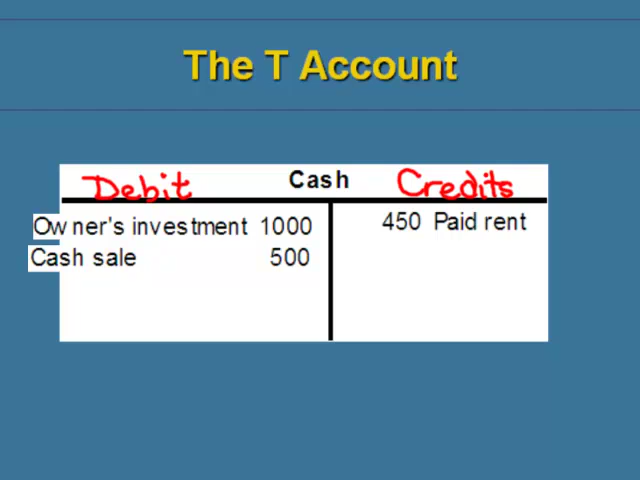 The T Account
Debit Cash Credits
Owner's investment 1000 450 Paid rent
Cash sale 500